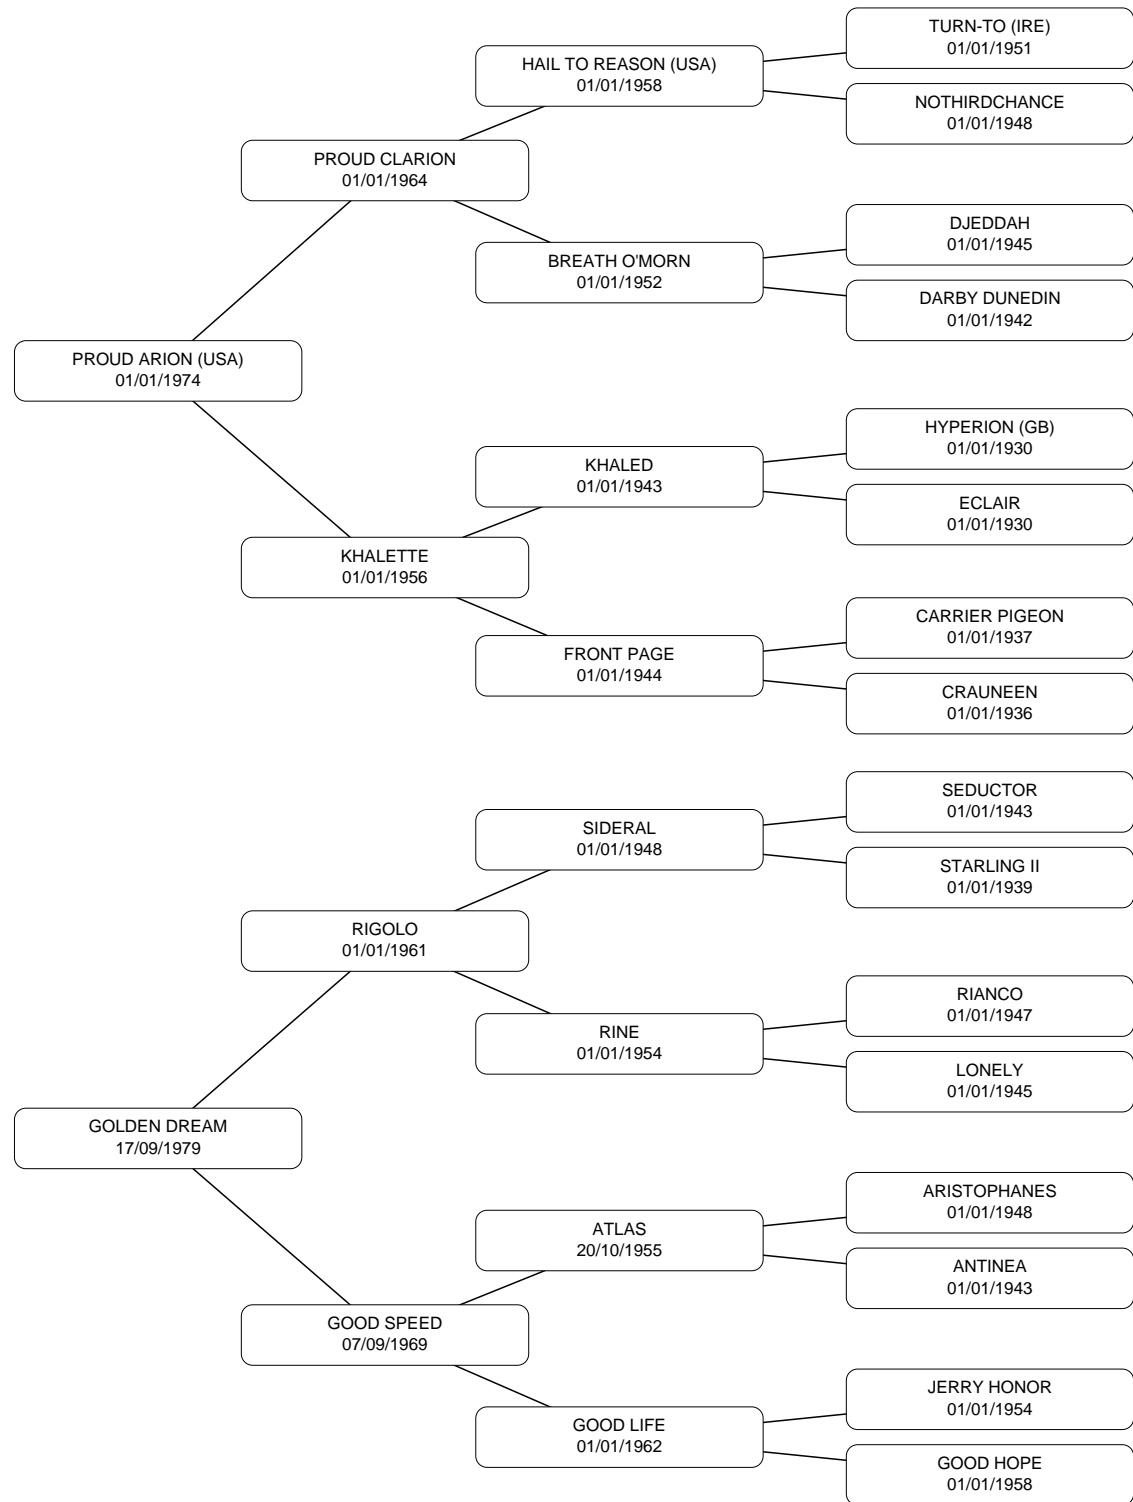 TURN-TO (IRE)
01/01/1951
HAIL TO REASON (USA)
01/01/1958
NOTHIRDCHANCE
01/01/1948
PROUD CLARION
01/01/1964
DJEDDAH
01/01/1945
BREATH O'MORN
01/01/1952
DARBY DUNEDIN
01/01/1942
PROUD ARION (USA)
01/01/1974
HYPERION (GB)
01/01/1930
KHALED
01/01/1943
ECLAIR
01/01/1930
KHALETTE
01/01/1956
CARRIER PIGEON
01/01/1937
FRONT PAGE
01/01/1944
CRAUNEEN
01/01/1936
SEDUCTOR
01/01/1943
SIDERAL
01/01/1948
STARLING II
01/01/1939
RIGOLO
01/01/1961
RIANCO
01/01/1947
RINE
01/01/1954
LONELY
01/01/1945
GOLDEN DREAM
17/09/1979
ARISTOPHANES
01/01/1948
ATLAS
20/10/1955
ANTINEA
01/01/1943
GOOD SPEED
07/09/1969
JERRY HONOR
01/01/1954
GOOD LIFE
01/01/1962
GOOD HOPE
01/01/1958